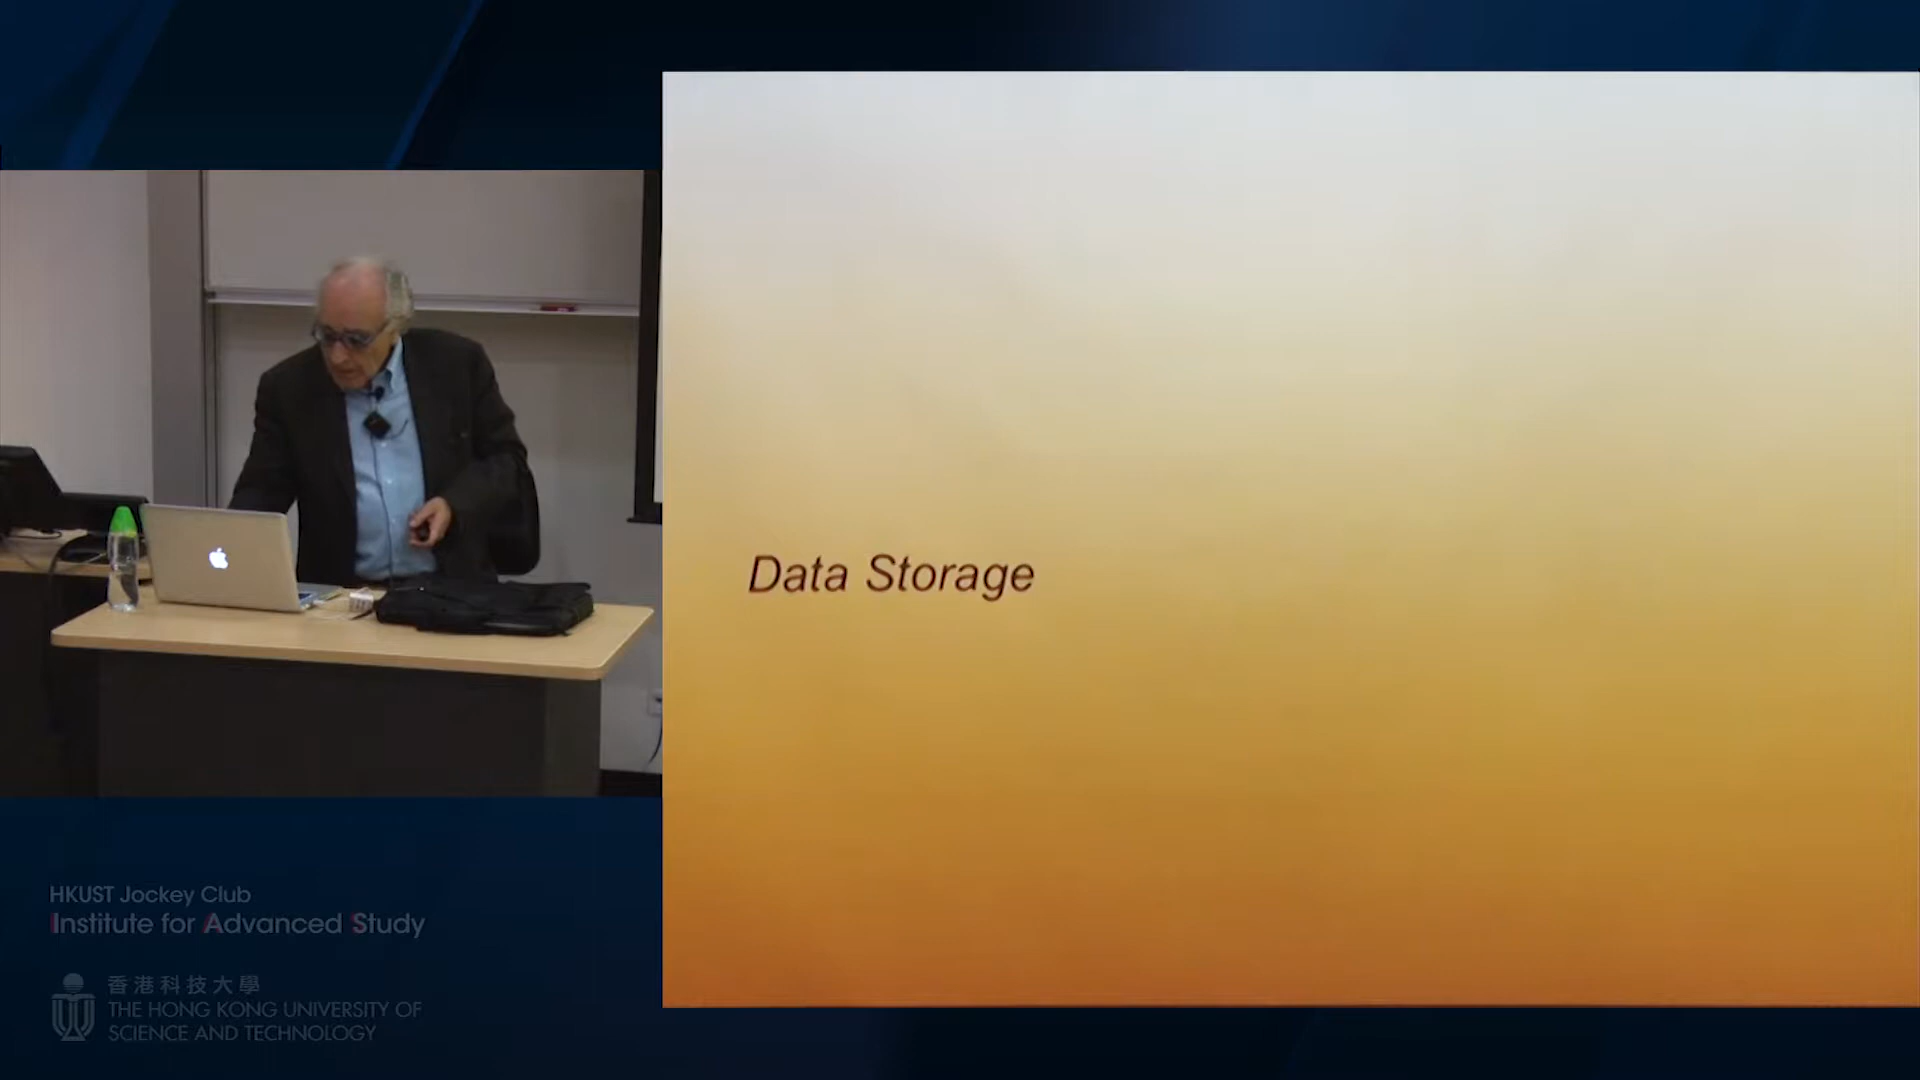 Data Storage
HKUST Jockey Club
Institute for Advanced Study
香港科技大學
THE HONG KONG UNIVERSITY OF
SCIENCE AND TECHNOLOGY